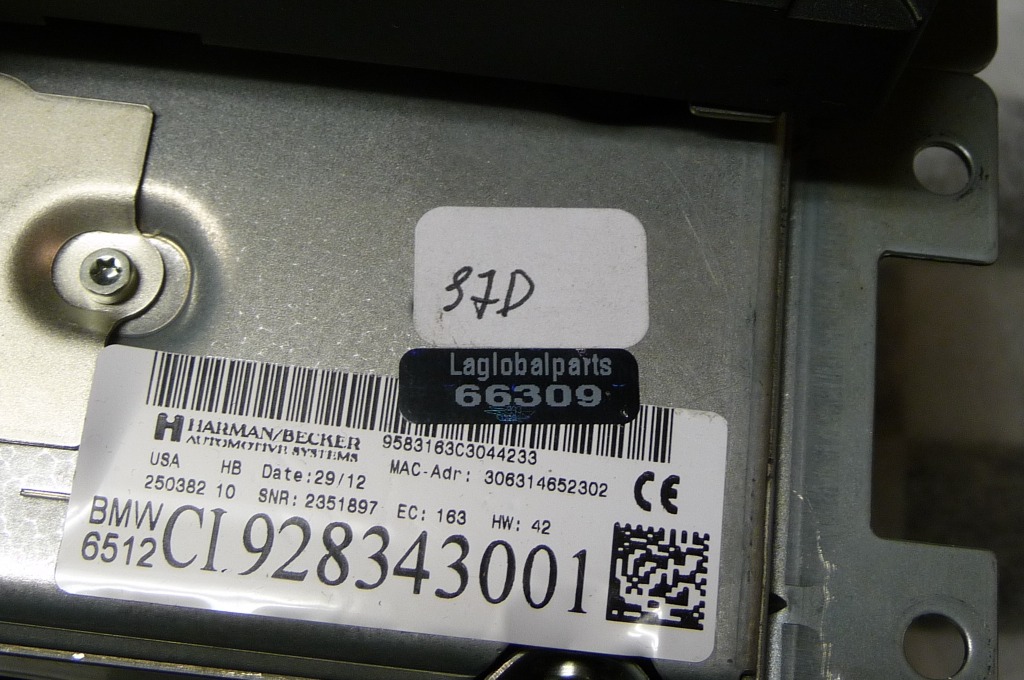 37D
Laglobalparts
66309
HARMAN/BECKER
AUTOMOTIVE SYSTEMS
9583163C3044233
USA HB Date:29/12 MAC-Adr: 306314652302
250382 10 SNR: 2351897 EC: 163 HW: 42
CE
BMW
6512 CI.928343001